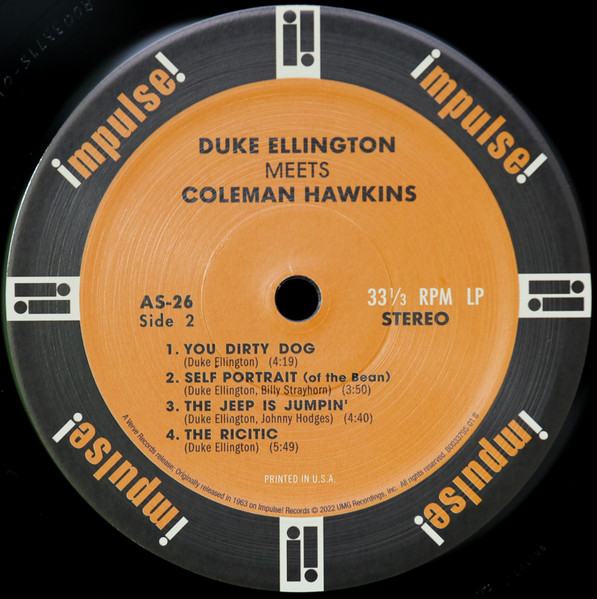 impulse!
impulse!
DUKE ELLINGTON
MEETS
COLEMAN HAWKINS
AS-26
Side 2
33 1/3 RPM LP
STEREO
1. YOU DIRTY DOG
(Duke Ellington) (4:19)
2. SELF PORTRAIT (of the Bean)
(Duke Ellington, Billy Strayhorn) (3:50)
3. THE JEEP IS JUMPIN'
(Duke Ellington, Johnny Hodges) (4:40)
4. THE RICITIC
(Duke Ellington) (5:49)
PRINTED IN U.S.A.
A Verve Records release. Originally released in 1963 on Impulse! Records © 2022 UMG Recordings, Inc. All rights reserved.
impulse!
impulse!